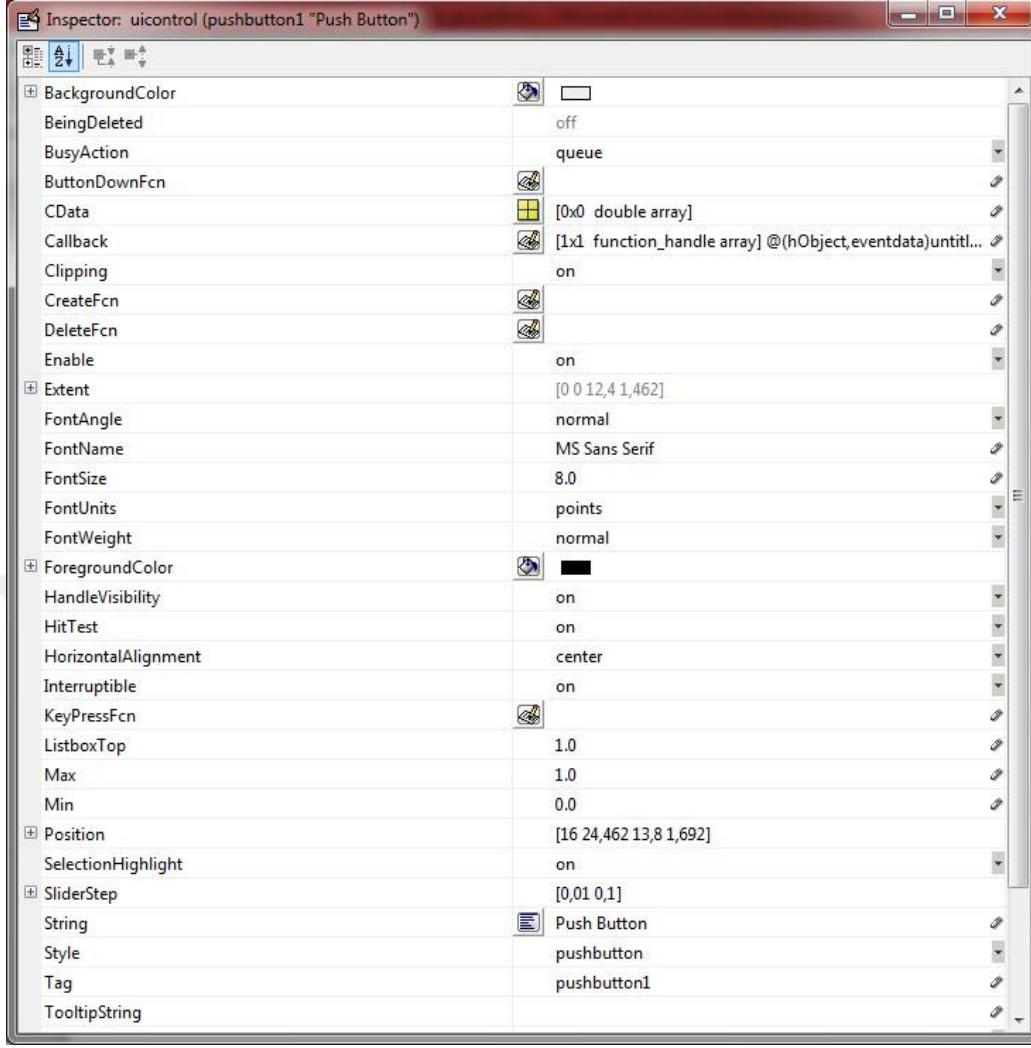 Inspector: uicontrol (pushbutton1 "Push Button")
BackgroundColor
BeingDeleted off
BusyAction queue
ButtonDownFcn
CData [0x0 double array]
Callback [1x1 function_handle array] @(hObject,eventdata)untitl...
Clipping on
CreateFcn
DeleteFcn
Enable on
Extent [0 0 12,4 1,462]
FontAngle normal
FontName MS Sans Serif
FontSize 8.0
FontUnits points
FontWeight normal
ForegroundColor
HandleVisibility on
HitTest on
HorizontalAlignment center
Interruptible on
KeyPressFcn
ListboxTop 1.0
Max 1.0
Min 0.0
Position [16 24,462 13,8 1,692]
SelectionHighlight on
SliderStep [0,01 0,1]
String Push Button
Style pushbutton
Tag pushbutton1
TooltipString